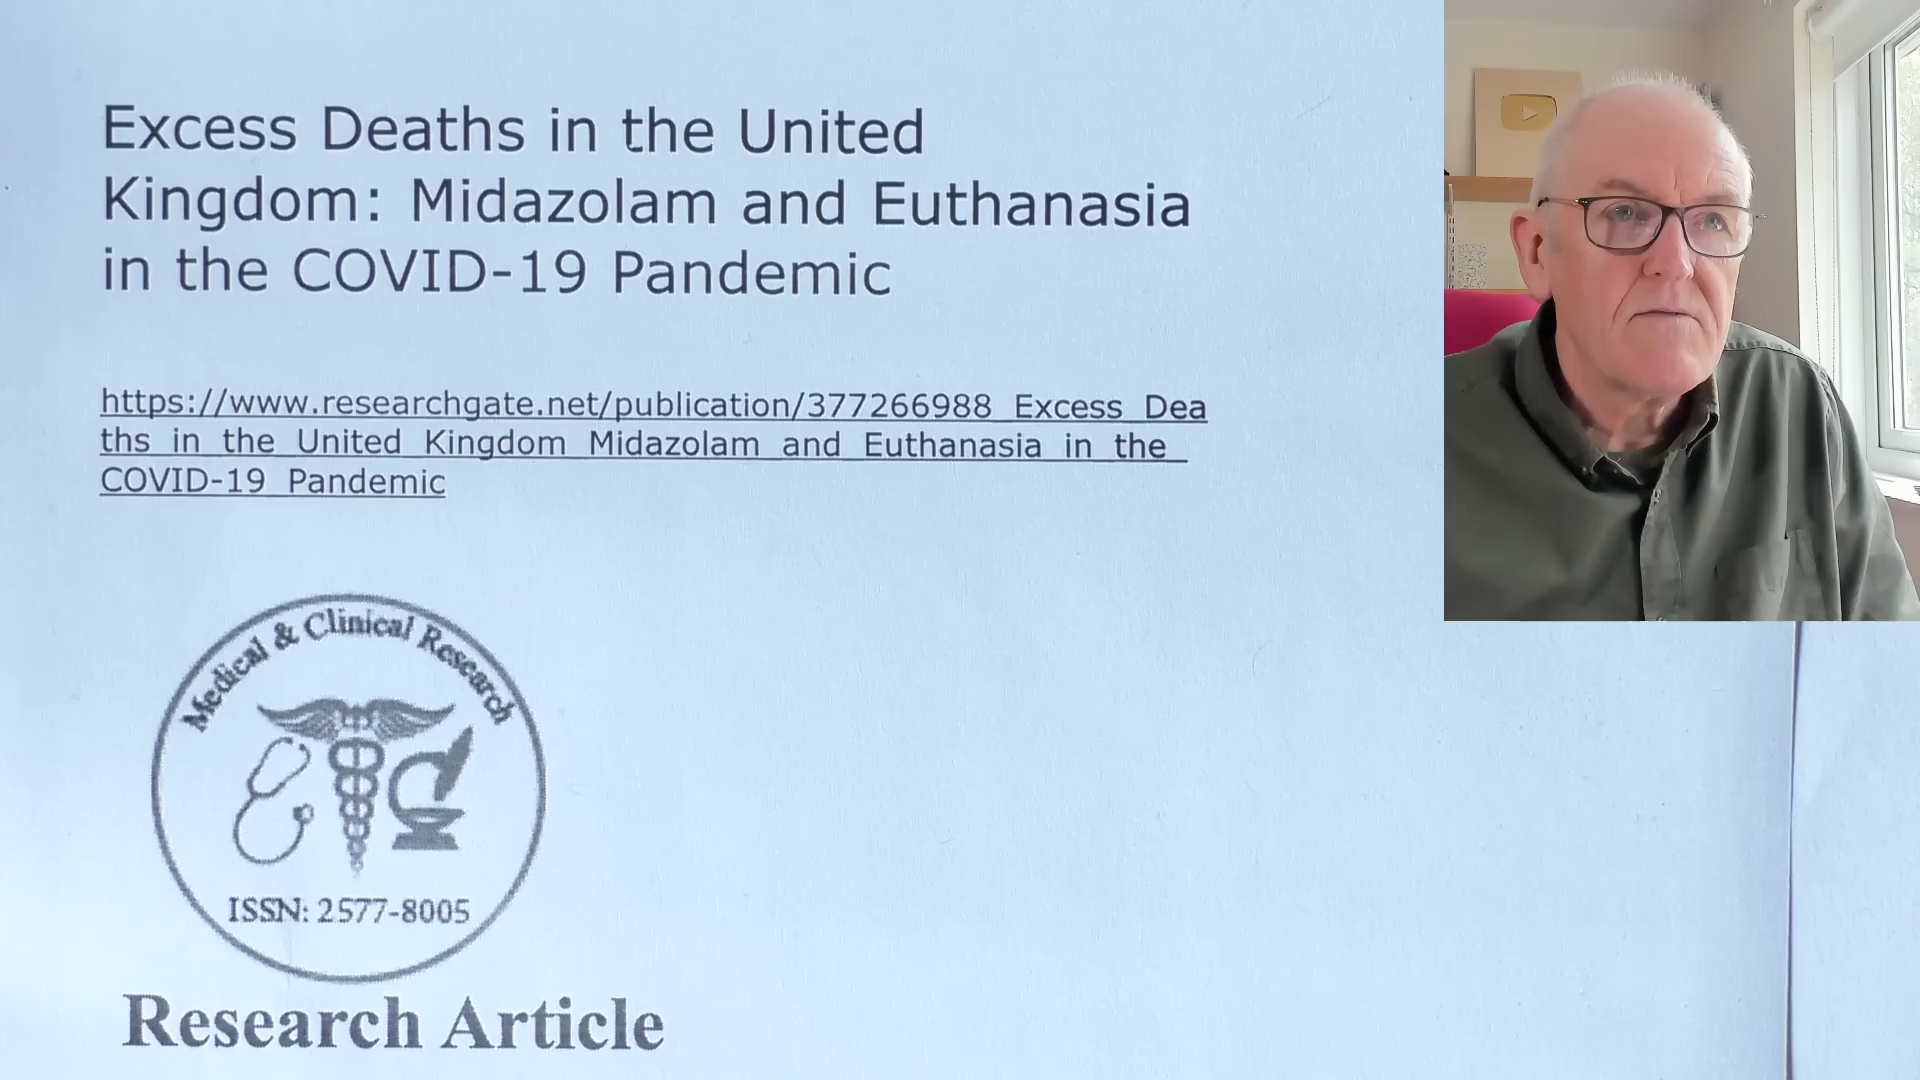 Excess Deaths in the United
Kingdom: Midazolam and Euthanasia
in the COVID-19 Pandemic
https://www.researchgate.net/publication/377266988_Excess_Dea
ths_in_the_United_Kingdom_Midazolam_and_Euthanasia_in_the_
COVID-19_Pandemic
Medical & Clinical Research
ISSN: 2577-8005
Research Article